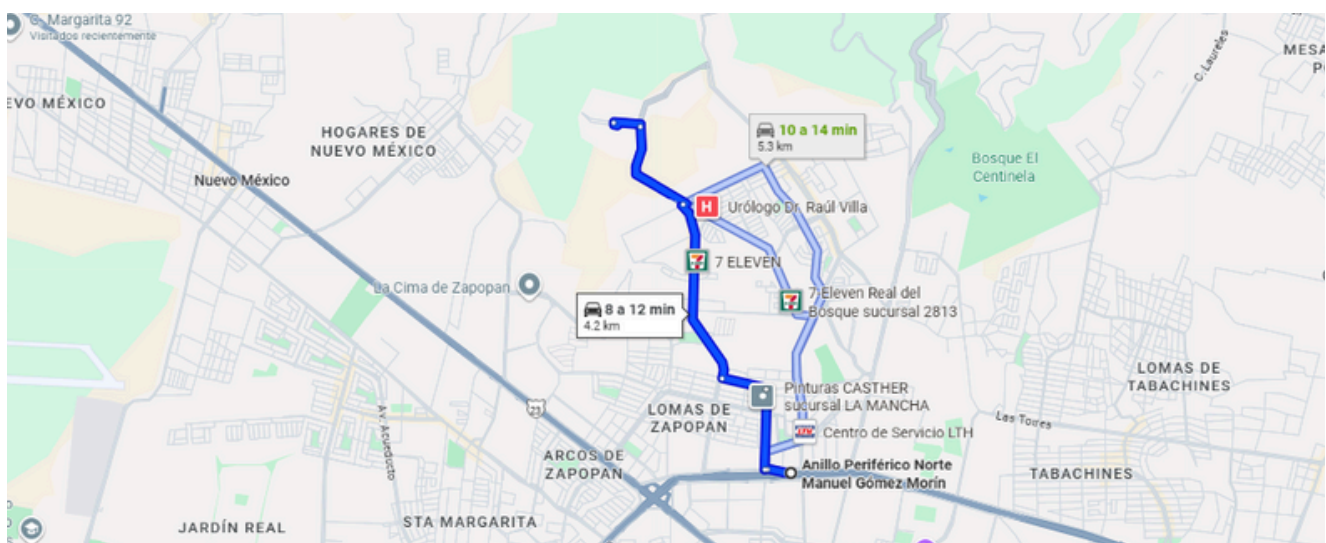 C. Margarita 92
Visitados recientemente
EVO MÉXICO
HOGARES DE
NUEVO MÉXICO
Nuevo México
10 a 14 min
5.3 km
C. Laureles
MESA
Bosque El
Centinela
H
Urólogo Dr. Raúl Villa
7 ELEVEN
La Cima de Zapopan
8 a 12 min
4.2 km
7 Eleven Real del
Bosque sucursal 2813
LOMAS DE
TABACHINES
Pinturas CASTHER
sucursal LA MANCHA
LOMAS DE
ZAPOPAN
23
Av. Acueducto
Las Torres
Centro de Servicio LTH
ARCOS DE
ZAPOPAN
Anillo Periférico Norte
Manuel Gómez Morín
TABACHINES
JARDÍN REAL
STA MARGARITA